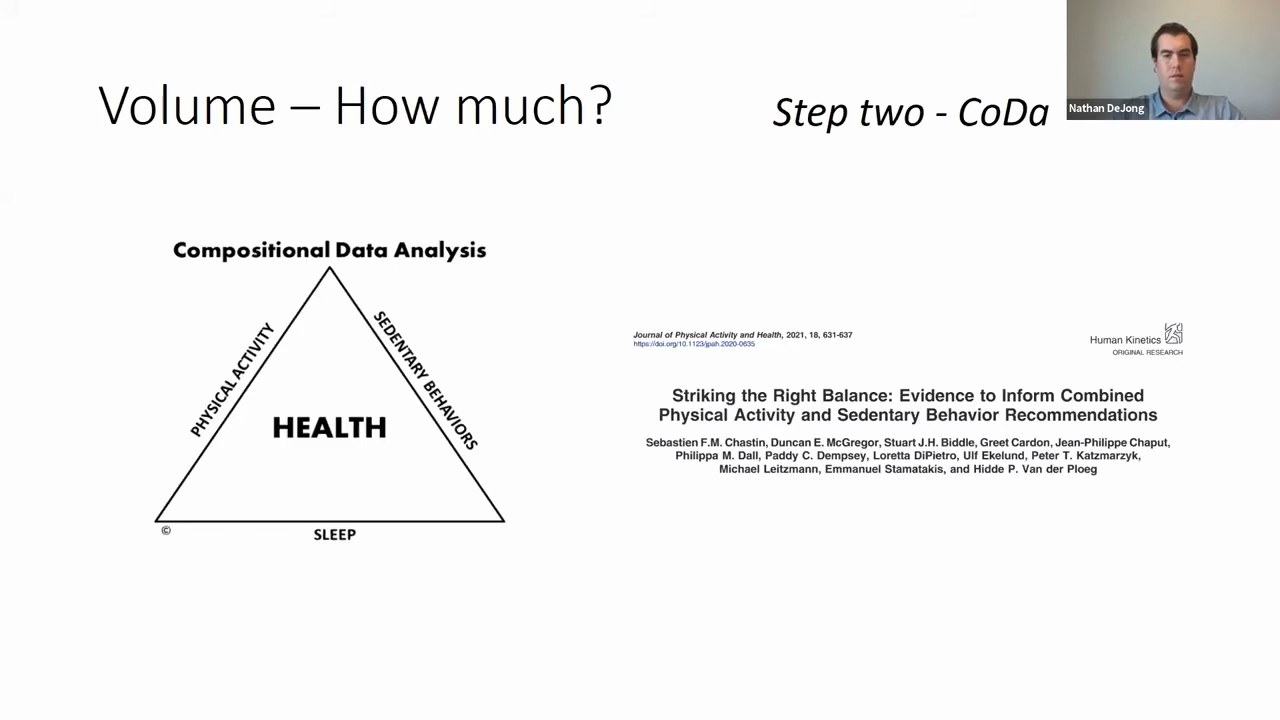 Volume – How much?
Step two - CoDa
Nathan DeJong
Compositional Data Analysis
PHYSICAL ACTIVITY
SEDENTARY BEHAVIORS
HEALTH
©
SLEEP
Journal of Physical Activity and Health, 2021, 18, 631-637
https://doi.org/10.1123/jpah.2020-0635
Human Kinetics
ORIGINAL RESEARCH
Striking the Right Balance: Evidence to Inform Combined
Physical Activity and Sedentary Behavior Recommendations
Sebastien F.M. Chastin, Duncan E. McGregor, Stuart J.H. Biddle, Greet Cardon, Jean-Philippe Chaput,
Philippa M. Dall, Paddy C. Dempsey, Loretta DiPietro, Ulf Ekelund, Peter T. Katzmarzyk,
Michael Leitzmann, Emmanuel Stamatakis, and Hidde P. Van der Ploeg